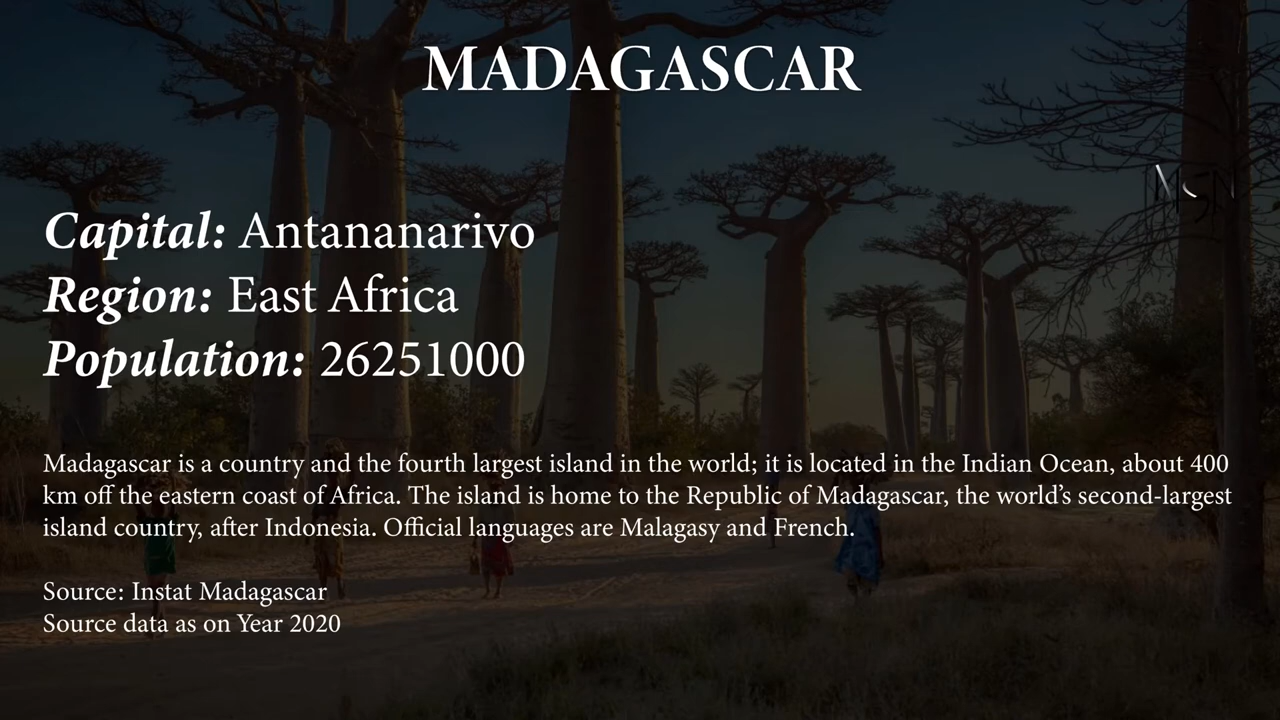 MADAGASCAR
Capital: Antananarivo
Region: East Africa
Population: 26251000
Madagascar is a country and the fourth largest island in the world; it is located in the Indian Ocean, about 400
km off the eastern coast of Africa. The island is home to the Republic of Madagascar, the world’s second-largest
island country, after Indonesia. Official languages are Malagasy and French.
Source: Instat Madagascar
Source data as on Year 2020